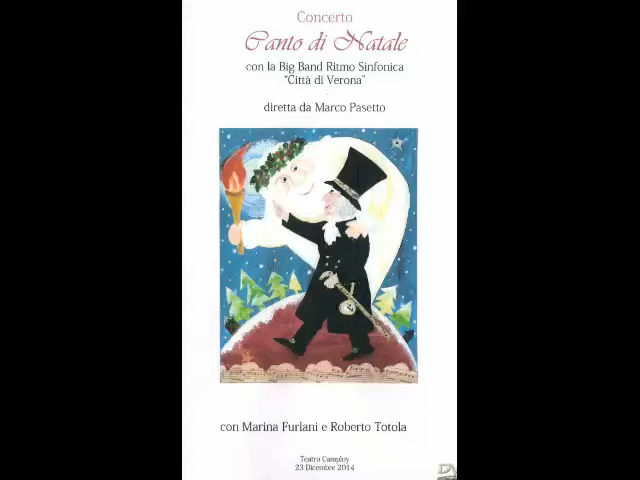 Concerto
Canto di Natale
con la Big Band Ritmo Sinfonica
"Città di Verona"
diretta da Marco Pasetto
con Marina Furlani e Roberto Totola
Teatro Camploy
23 Dicembre 2014